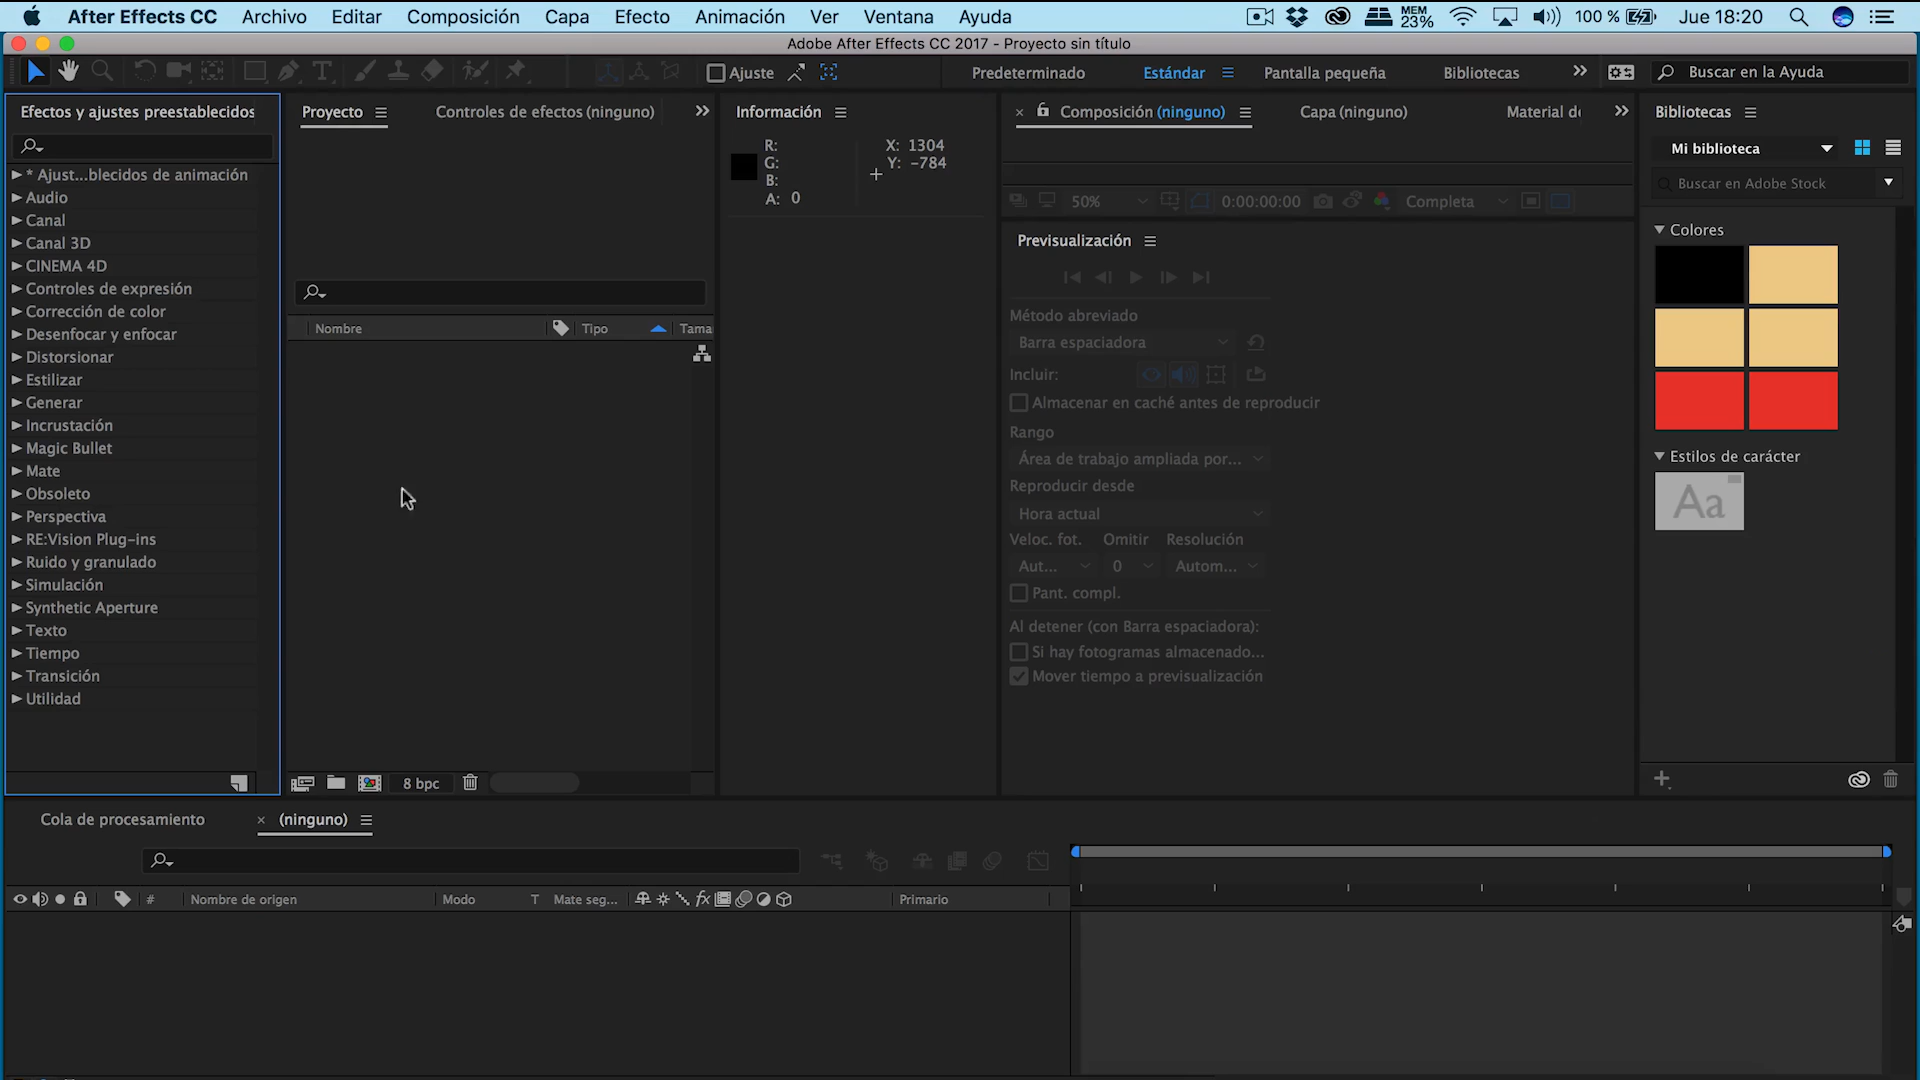 After Effects CC Archivo Editar Composición Capa Efecto Animación Ver Ventana Ayuda MEM 23% 100 % Jue 18:20
Adobe After Effects CC 2017 - Proyecto sin título
Ajuste Predeterminado Estándar Pantalla pequeña Bibliotecas Buscar en la Ayuda
Efectos y ajustes preestablecidos
* Ajust...blecidos de animación
Audio
Canal
Canal 3D
CINEMA 4D
Controles de expresión
Corrección de color
Desenfocar y enfocar
Distorsionar
Estilizar
Generar
Incrustación
Magic Bullet
Mate
Obsoleto
Perspectiva
RE:Vision Plug-ins
Ruido y granulado
Simulación
Synthetic Aperture
Texto
Tiempo
Transición
Utilidad
Proyecto Controles de efectos (ninguno)
Nombre Tipo Tama
8 bpc
Información
R: X: 1304
G: Y: -784
B:
A: 0
Composición (ninguno) Capa (ninguno) Material de
50% 0:00:00:00 Completa
Previsualización
Método abreviado
Barra espaciadora
Incluir:
Almacenar en caché antes de reproducir
Rango
Área de trabajo ampliada por...
Reproducir desde
Hora actual
Veloc. fot. Omitir Resolución
Aut... 0 Autom...
Pant. compl.
Al detener (con Barra espaciadora):
Si hay fotogramas almacenado...
Mover tiempo a previsualización
Bibliotecas
Mi biblioteca
Buscar en Adobe Stock
Colores
Estilos de carácter
Aa
Cola de procesamiento (ninguno)
# Nombre de origen Modo T Mate seg... fx Primario